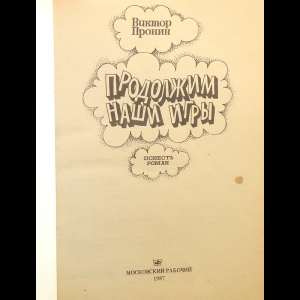 Виктор
Пронин
ПРОДОЛЖИМ
НАШИ ИГРЫ
ПОВЕСТЬ
РОМАН
МОСКОВСКИЙ РАБОЧИЙ
1987